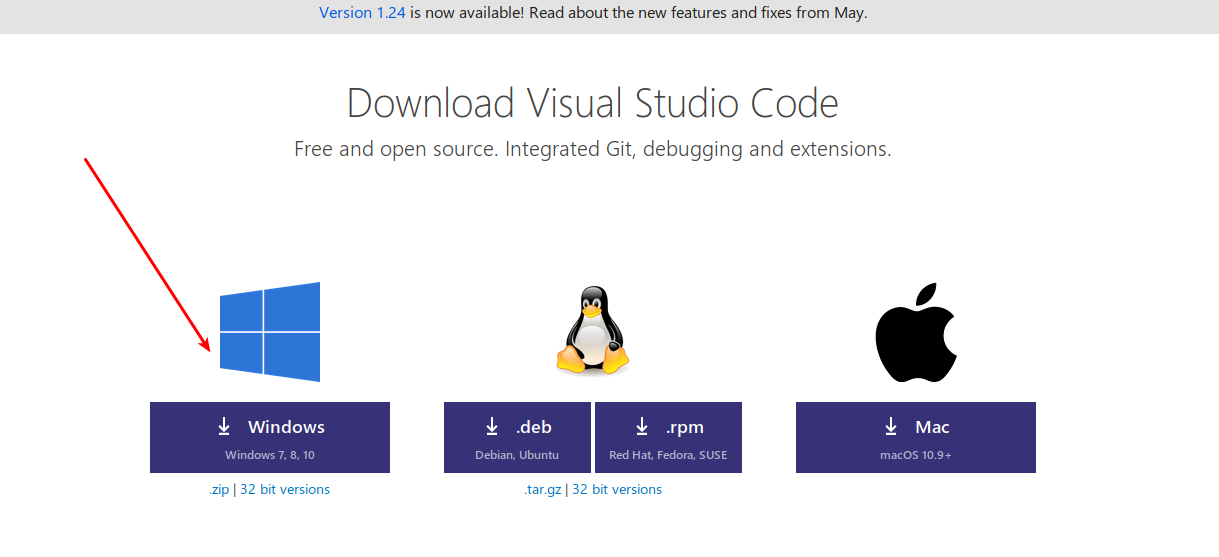 Version 1.24 is now available! Read about the new features and fixes from May.
Download Visual Studio Code
Free and open source. Integrated Git, debugging and extensions.
Windows
Windows 7, 8, 10
.zip | 32 bit versions
.deb
Debian, Ubuntu
.rpm
Red Hat, Fedora, SUSE
.tar.gz | 32 bit versions
Mac
macOS 10.9+